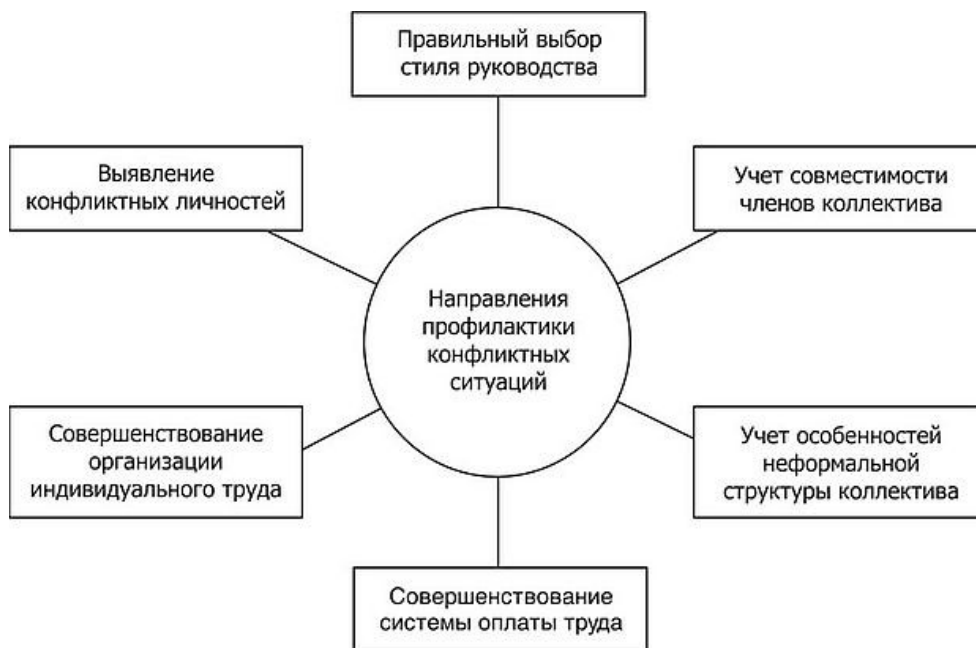 Правильный выбор
стиля руководства
Выявление
конфликтных личностей
Учет совместимости
членов коллектива
Направления
профилактики
конфликтных
ситуаций
Совершенствование
организации
индивидуального труда
Учет особенностей
неформальной
структуры коллектива
Совершенствование
системы оплаты труда